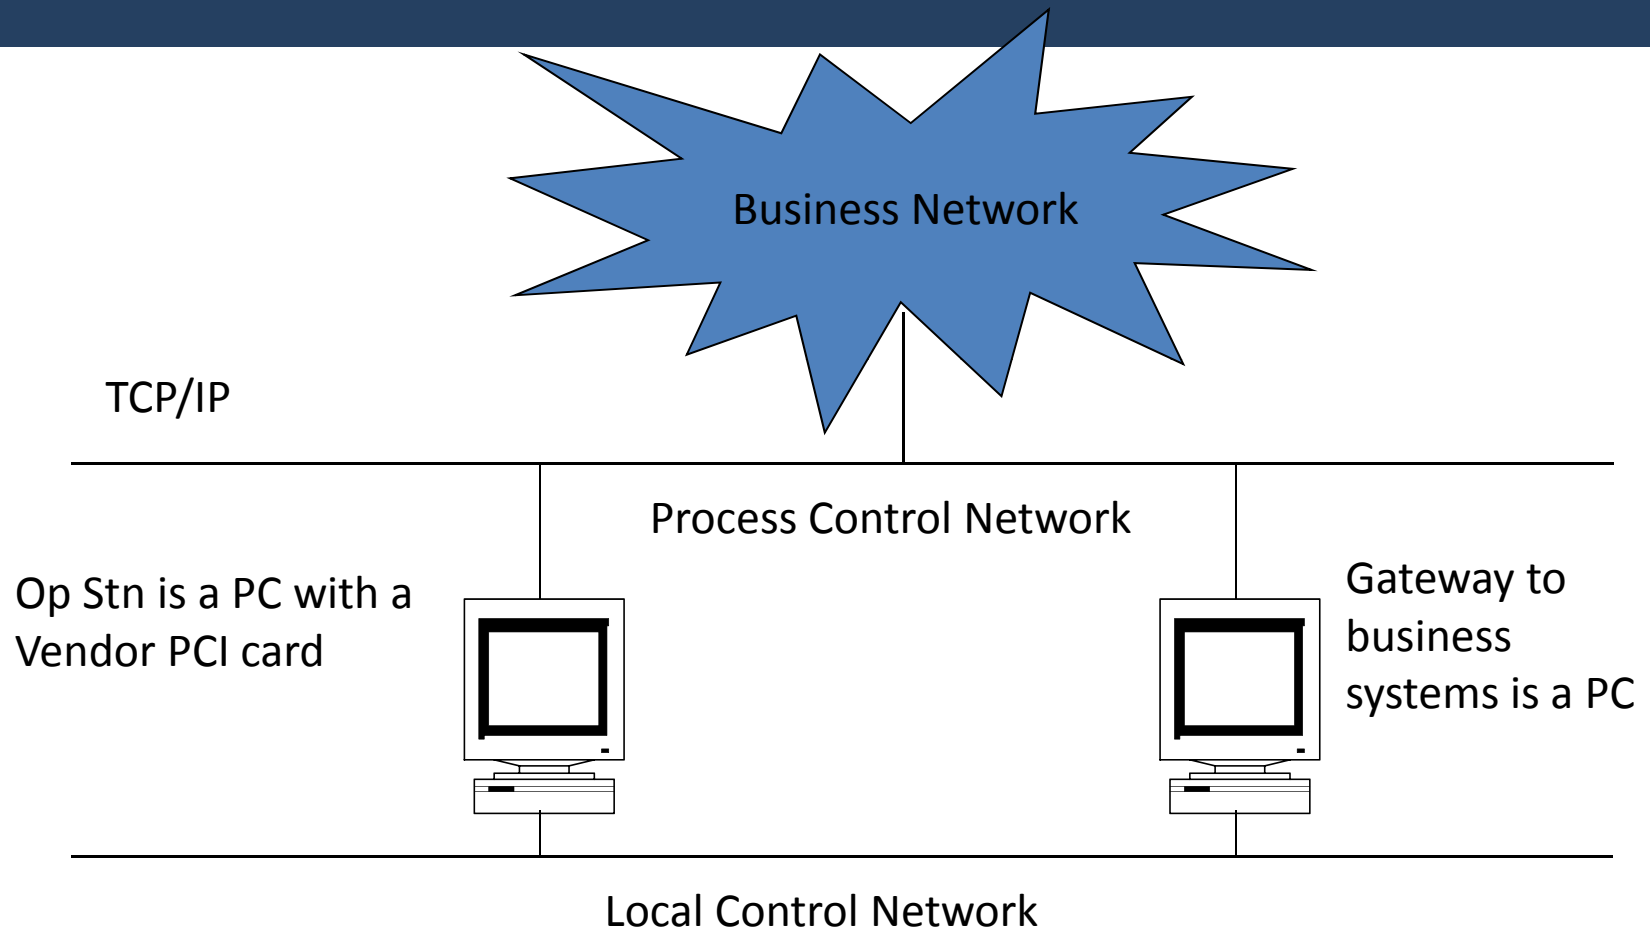 Business Network
TCP/IP
Process Control Network
Op Stn is a PC with a
Vendor PCI card
Gateway to
business
systems is a PC
Local Control Network